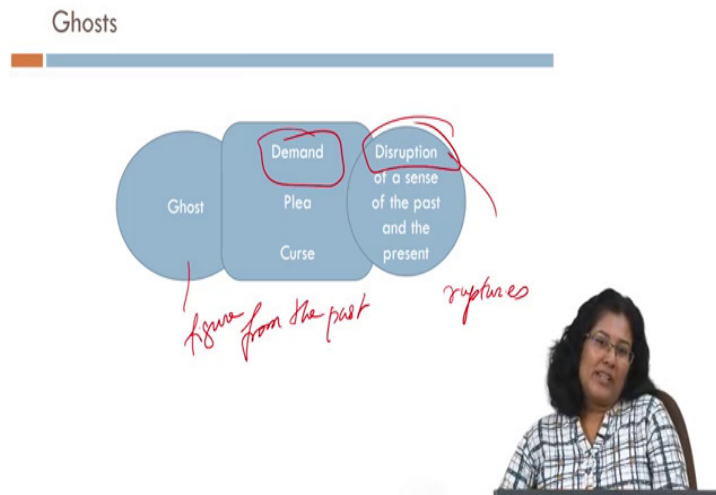 Ghosts
Ghost
Demand
Plea
Curse
Disruption
of a sense
of the past
and the
present
figure from the past
ruptures